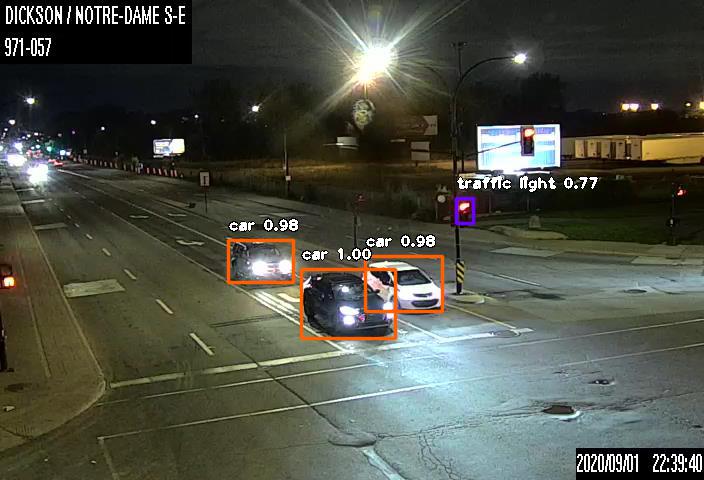 DICKSON / NOTRE-DAME S-E
971-057
traffic light 0.77
car 0.98
car 0.98
car 1.00
2020/09/01 22:39:40